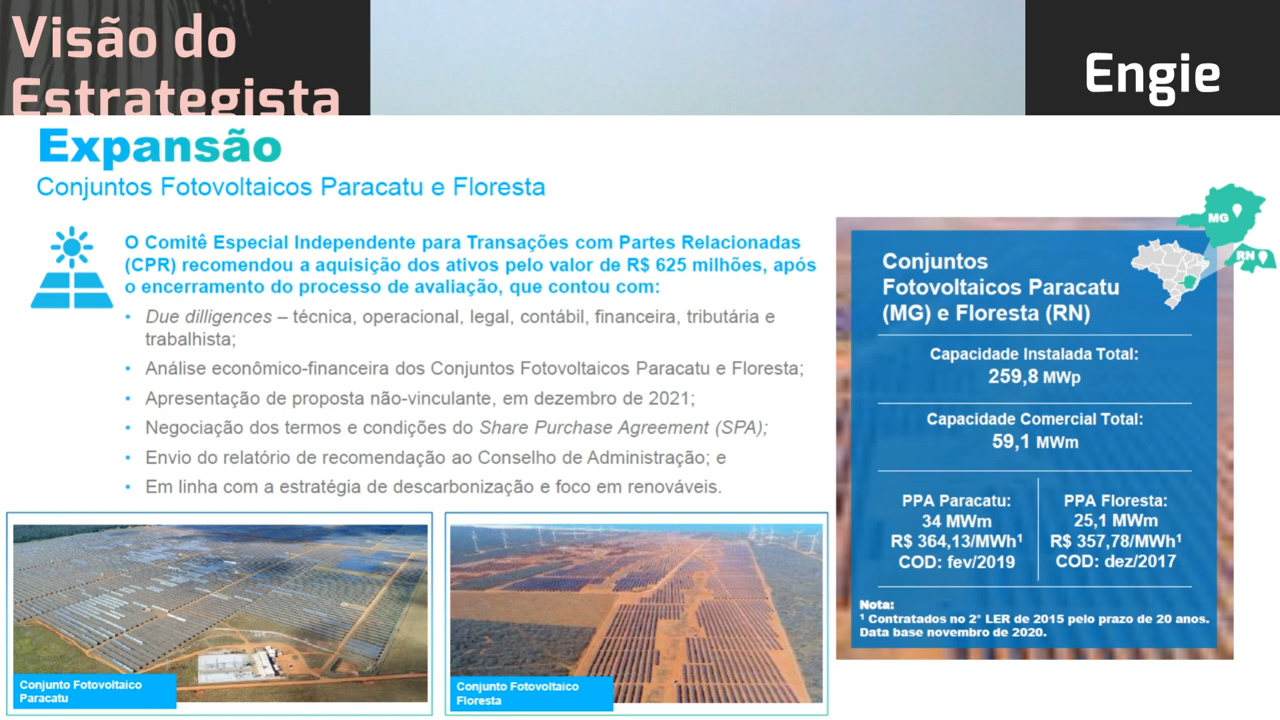 Visão do
Estrategista
Engie
Expansão
Conjuntos Fotovoltaicos Paracatu e Floresta
O Comitê Especial Independente para Transações com Partes Relacionadas
(CPR) recomendou a aquisição dos ativos pelo valor de R$ 625 milhões, após
o encerramento do processo de avaliação, que contou com:
• Due dilligences – técnica, operacional, legal, contábil, financeira, tributária e
trabalhista;
• Análise econômico-financeira dos Conjuntos Fotovoltaicos Paracatu e Floresta;
• Apresentação de proposta não-vinculante, em dezembro de 2021;
• Negociação dos termos e condições do Share Purchase Agreement (SPA);
• Envio do relatório de recomendação ao Conselho de Administração; e
• Em linha com a estratégia de descarbonização e foco em renováveis.
Conjunto Fotovoltaico
Paracatu
Conjunto Fotovoltaico
Floresta
MG
RN
Conjuntos
Fotovoltaicos Paracatu
(MG) e Floresta (RN)
Capacidade Instalada Total:
259,8 MWp
Capacidade Comercial Total:
59,1 MWm
PPA Paracatu:
34 MWm
R$ 364,13/MWh¹
COD: fev/2019
PPA Floresta:
25,1 MWm
R$ 357,78/MWh¹
COD: dez/2017
Nota:
¹ Contratados no 2° LER de 2015 pelo prazo de 20 anos.
Data base novembro de 2020.